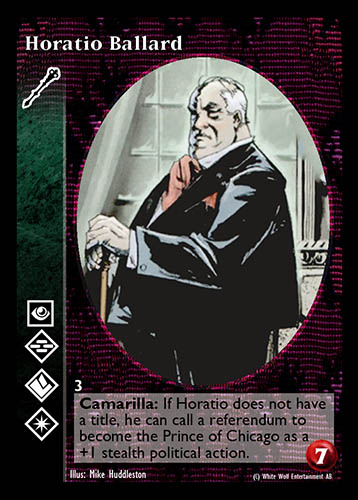 Horatio Ballard
3
Camarilla: If Horatio does not have
a title, he can call a referendum to
become the Prince of Chicago as a
+1 stealth political action.
7
Illus: Mike Huddleston
(C) White Wolf Entertainment AB